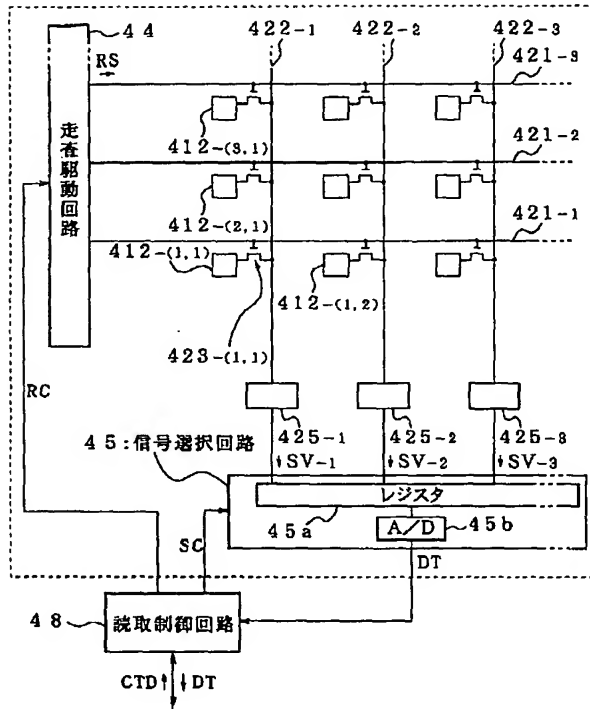 422-1
422-2
422-3
44
RS
421-3
走査駆動回路
412-(3,1)
421-2
412-(2,1)
421-1
412-(1,1)
412-(1,2)
423-(1,1)
RC
425-1
425-2
425-3
45:信号選択回路
↓SV-1
↓SV-2
↓SV-3
レジスタ
45a
A/D
45b
SC
DT
48
読取制御回路
CTD↑↓DT